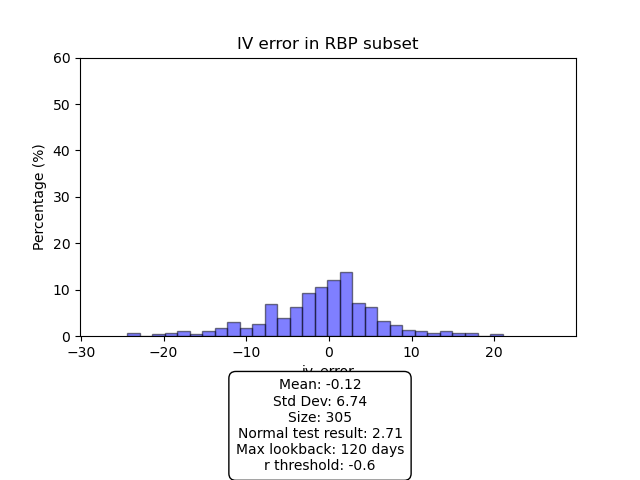 IV error in RBP subset
60
50
40
30
20
10
0
Percentage (%)
−30
−20
−10
0
10
20
iv_error
Mean: -0.12
Std Dev: 6.74
Size: 305
Normal test result: 2.71
Max lookback: 120 days
r threshold: -0.6